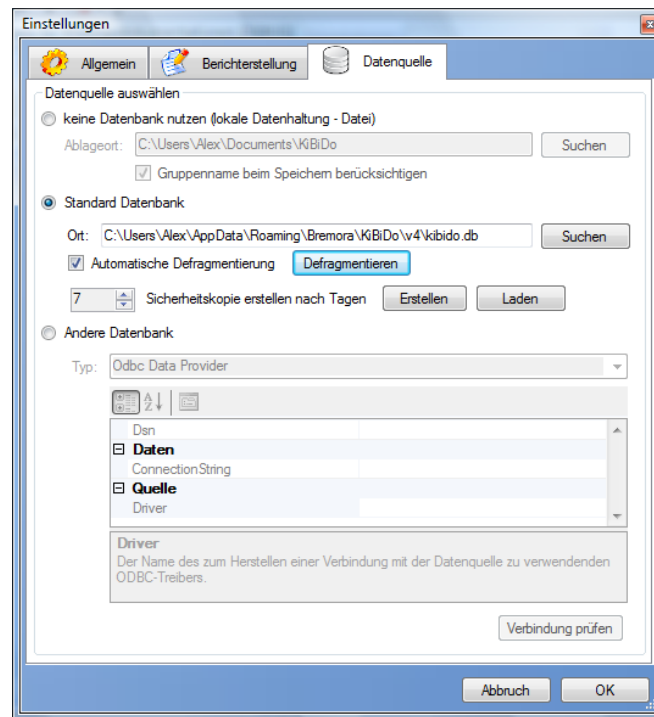 Einstellungen
Allgemein Berichterstellung Datenquelle
Datenquelle auswählen
keine Datenbank nutzen (lokale Datenhaltung - Datei)
Ablageort: C:\Users\Alex\Documents\KiBiDo Suchen
Gruppenname beim Speichern berücksichtigen
Standard Datenbank
Ort: C:\Users\Alex\AppData\Roaming\Bremora\KiBiDo\v4\kibido.db Suchen
Automatische Defragmentierung Defragmentieren
7 Sicherheitskopie erstellen nach Tagen Erstellen Laden
Andere Datenbank
Typ: Odbc Data Provider
Dsn
Daten
ConnectionString
Quelle
Driver
Driver
Der Name des zum Herstellen einer Verbindung mit der Datenquelle zu verwendenden
ODBC-Treibers.
Verbindung prüfen
Abbruch OK